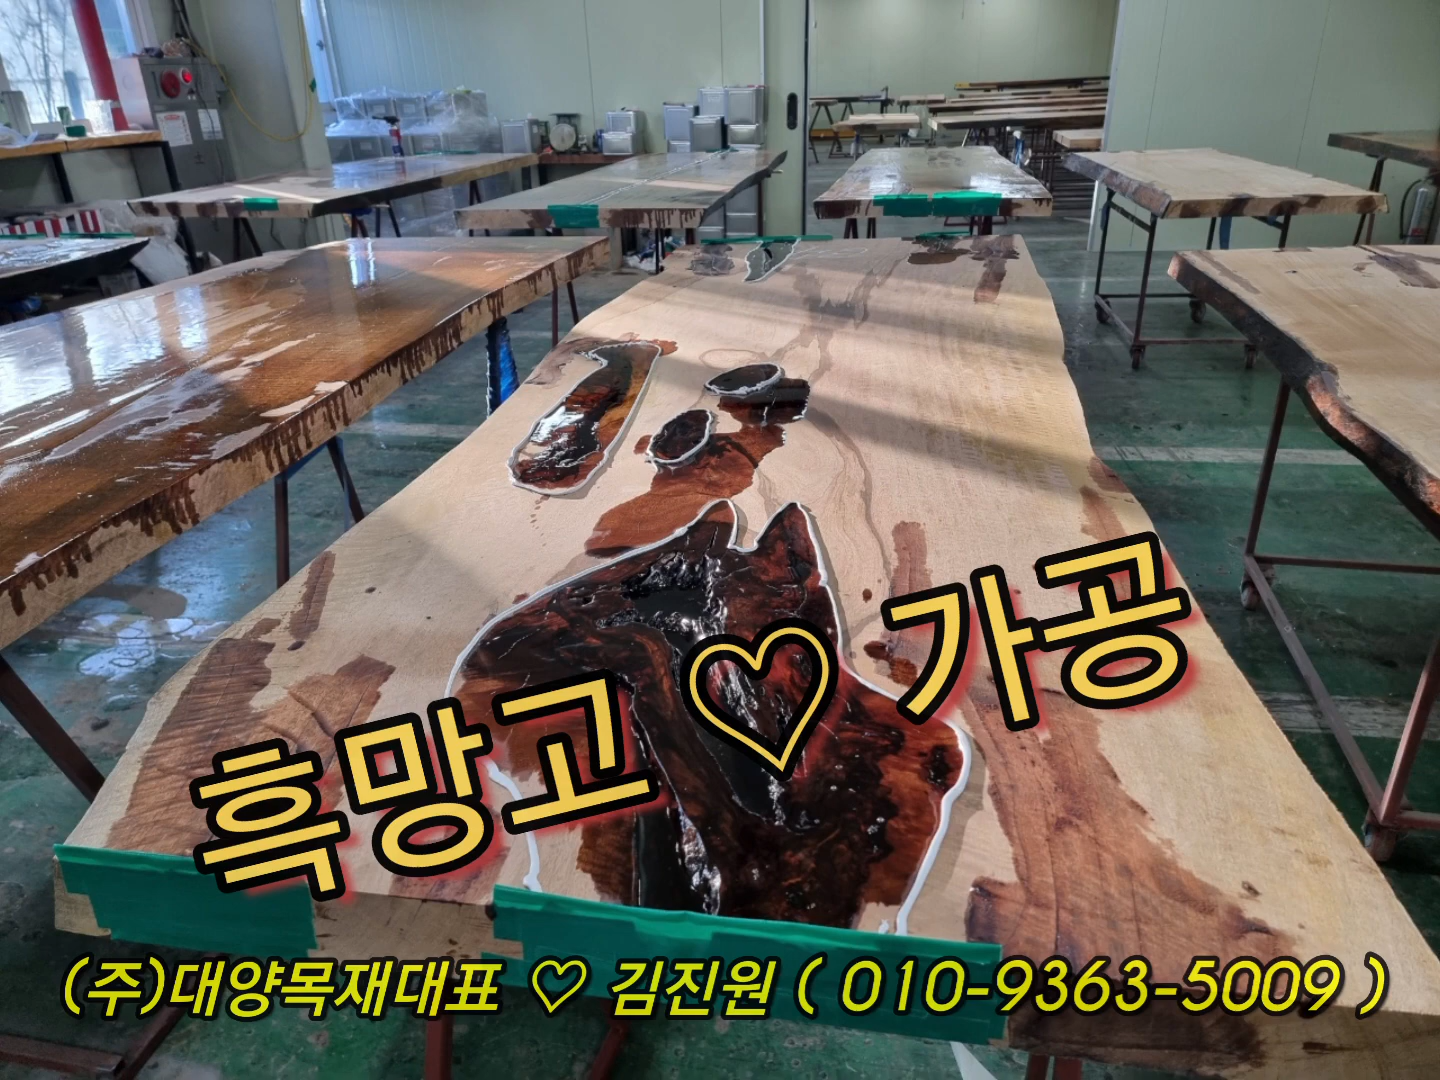 흑망고 ♡ 가공
(주)대양목재대표 ♡ 김진원 ( 010-9363-5009 )